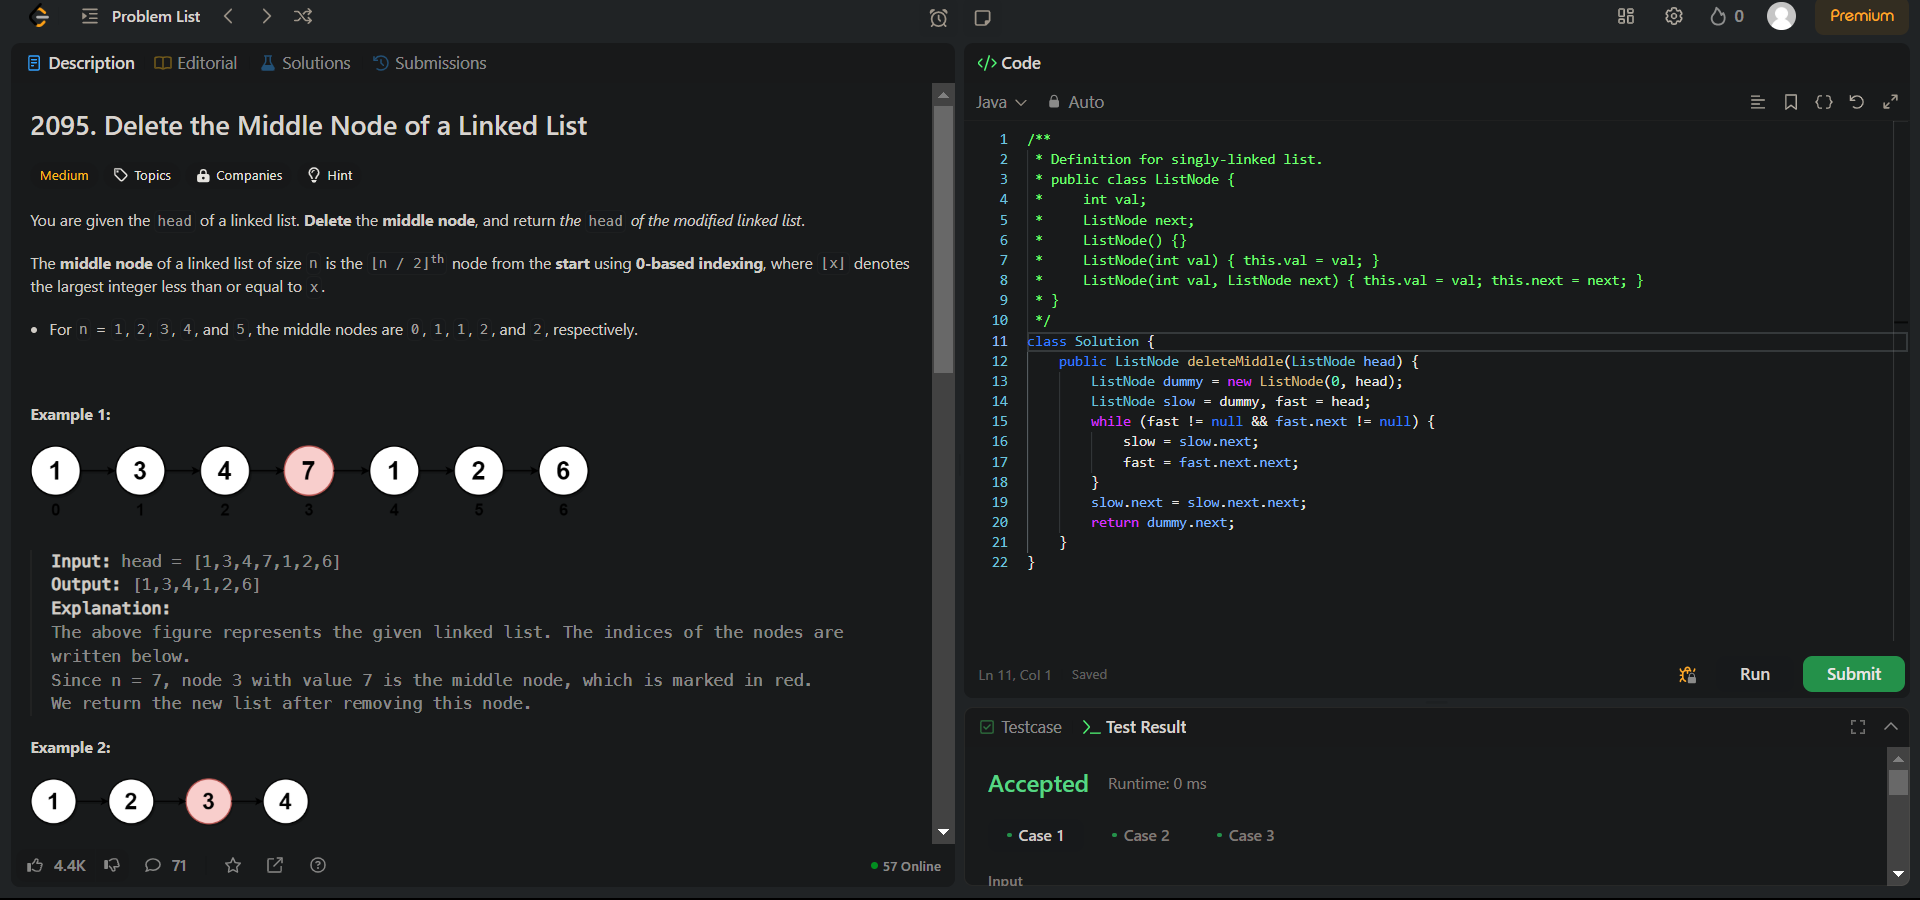 Problem List
0
Premium
Description
Editorial
Solutions
Submissions
2095. Delete the Middle Node of a Linked List
Medium
Topics
Companies
Hint
You are given the head of a linked list. Delete the middle node, and return the head of the modified linked list.
The middle node of a linked list of size n is the ⌊n / 2⌋th node from the start using 0-based indexing, where ⌊x⌋ denotes
the largest integer less than or equal to x.
• For n = 1, 2, 3, 4, and 5, the middle nodes are 0, 1, 1, 2, and 2, respectively.
Example 1:
1 3 4 7 1 2 6
0 1 2 3 4 5 6
Input: head = [1,3,4,7,1,2,6]
Output: [1,3,4,1,2,6]
Explanation:
The above figure represents the given linked list. The indices of the nodes are
written below.
Since n = 7, node 3 with value 7 is the middle node, which is marked in red.
We return the new list after removing this node.
Example 2:
1 2 3 4
4.4K
71
57 Online
</> Code
Java
Auto
1 /**
2  * Definition for singly-linked list.
3  * public class ListNode {
4  *     int val;
5  *     ListNode next;
6  *     ListNode() {}
7  *     ListNode(int val) { this.val = val; }
8  *     ListNode(int val, ListNode next) { this.val = val; this.next = next; }
9  * }
10  */
11 class Solution {
12     public ListNode deleteMiddle(ListNode head) {
13         ListNode dummy = new ListNode(0, head);
14         ListNode slow = dummy, fast = head;
15         while (fast != null && fast.next != null) {
16             slow = slow.next;
17             fast = fast.next.next;
18         }
19         slow.next = slow.next.next;
20         return dummy.next;
21     }
22 }
Ln 11, Col 1
Saved
Run
Submit
Testcase
Test Result
Accepted
Runtime: 0 ms
• Case 1
• Case 2
• Case 3
Input